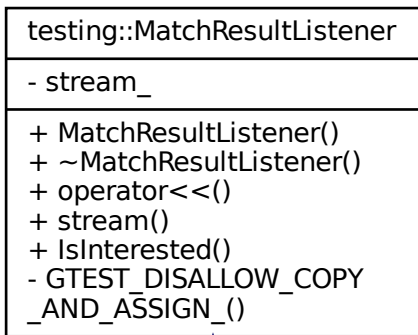 testing::MatchResultListener
- stream_
+ MatchResultListener()
+ ~MatchResultListener()
+ operator<<()
+ stream()
+ IsInterested()
- GTEST_DISALLOW_COPY
_AND_ASSIGN_()